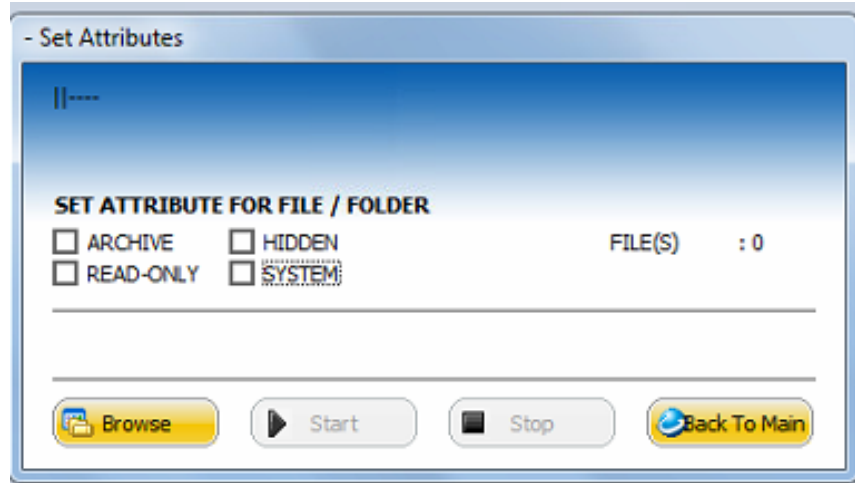 - Set Attributes
||----
SET ATTRIBUTE FOR FILE / FOLDER
ARCHIVE HIDDEN FILE(S) : 0
READ-ONLY SYSTEM
Browse Start Stop Back To Main